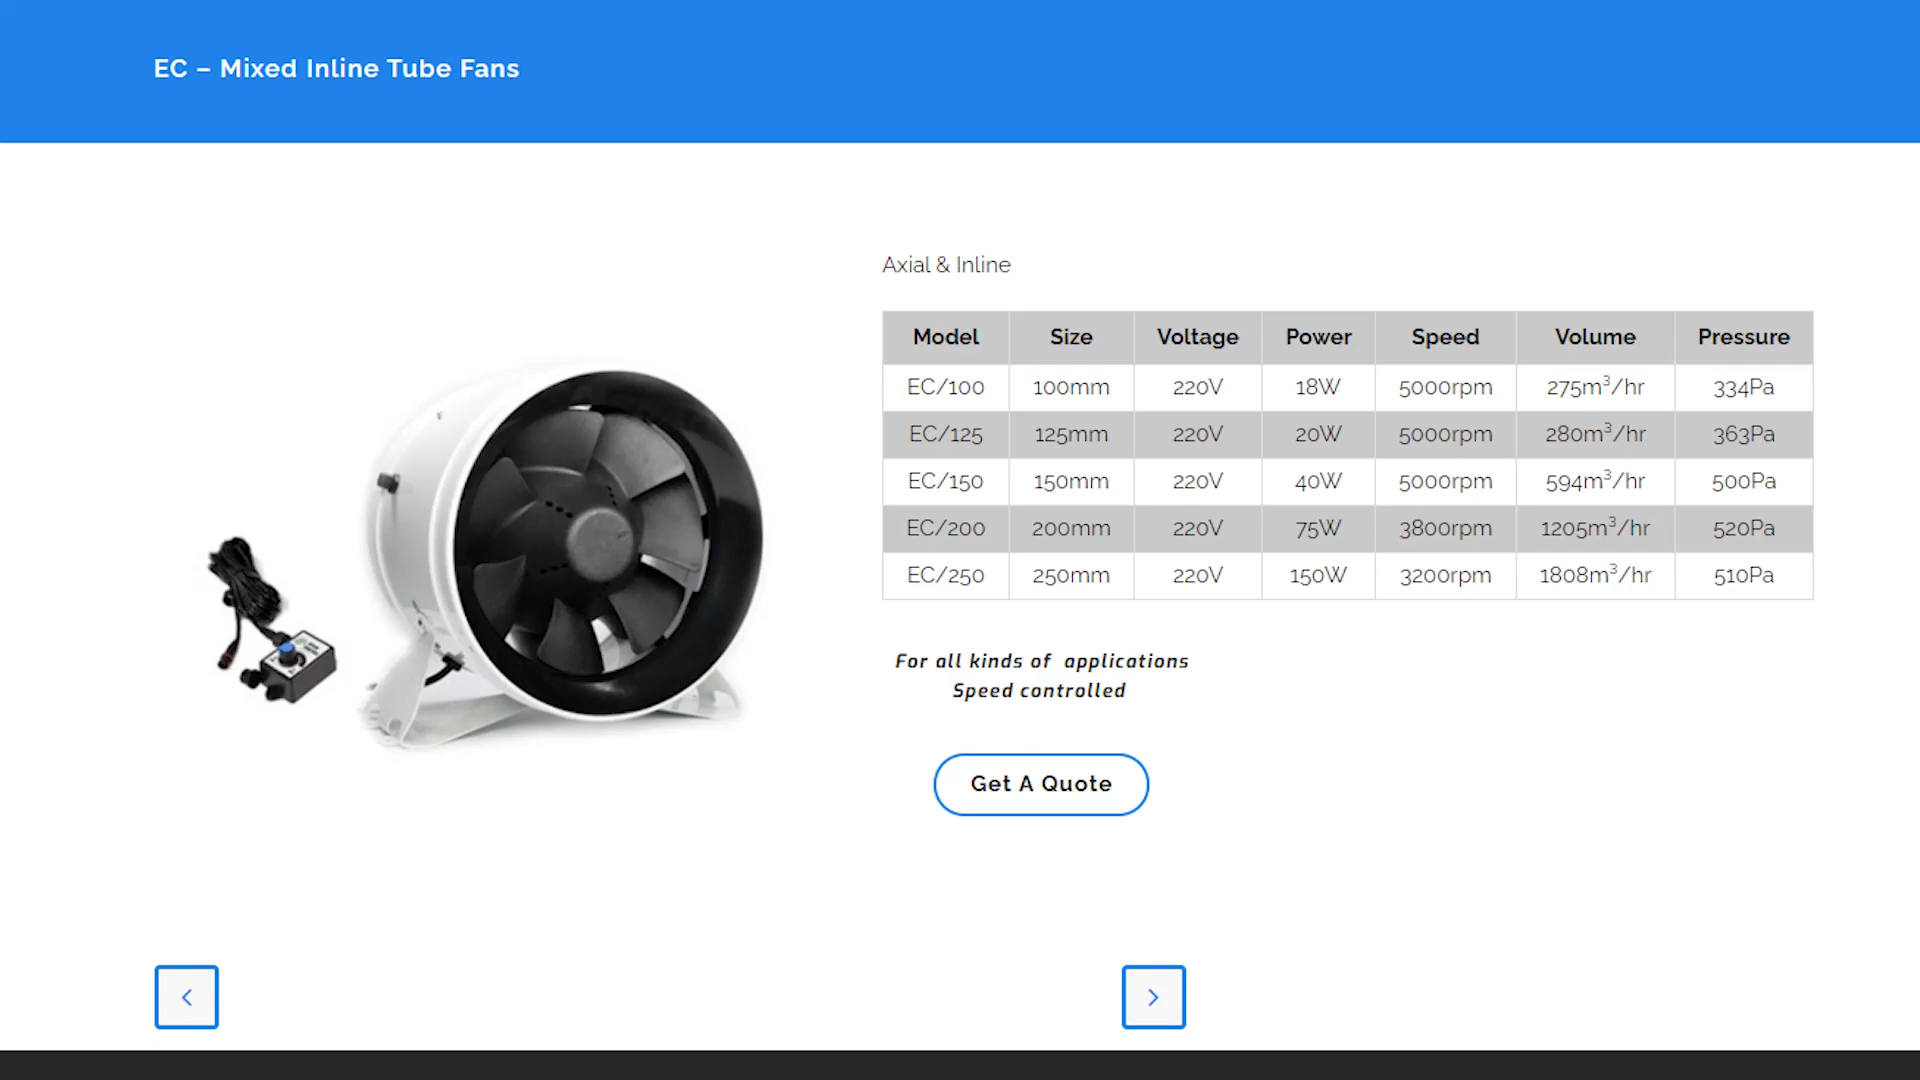 EC – Mixed Inline Tube Fans
Axial & Inline
Model Size Voltage Power Speed Volume Pressure
EC/100 100mm 220V 18W 5000rpm 275m³/hr 334Pa
EC/125 125mm 220V 20W 5000rpm 280m³/hr 363Pa
EC/150 150mm 220V 40W 5000rpm 594m³/hr 500Pa
EC/200 200mm 220V 75W 3800rpm 1205m³/hr 520Pa
EC/250 250mm 220V 150W 3200rpm 1808m³/hr 510Pa
For all kinds of applications
Speed controlled
Get A Quote